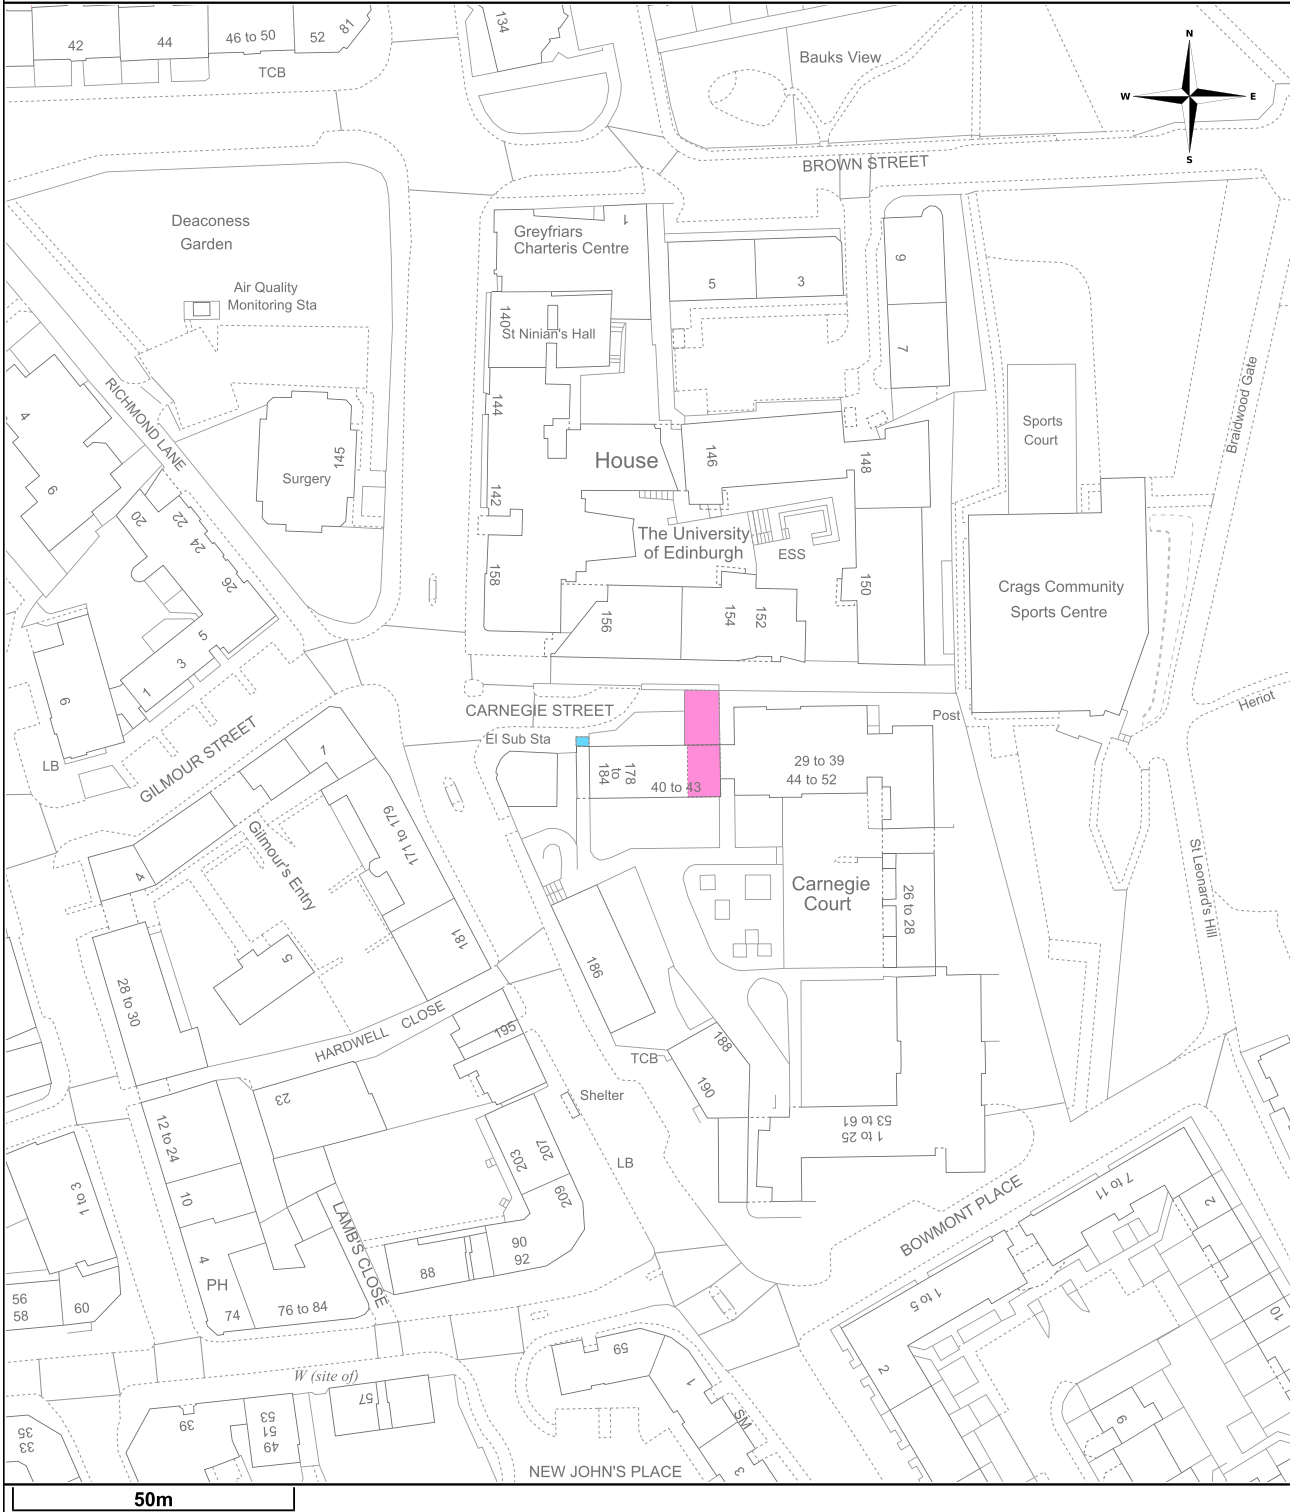 42
44
46 to 50
52
81
TCB
134
Bauks View
N
W
E
S
BROWN STREET
Deaconess
Garden
Air Quality
Monitoring Sta
Greyfriars
Charteris Centre
1
5
3
9
7
140
St Ninian's Hall
RICHMOND LANE
4
9
144
145
Surgery
House
146
148
Sports
Court
Braidwood Gate
142
The University
of Edinburgh
ESS
20
22
24
26
158
150
Crags Community
Sports Centre
156
154
152
5
3
1
9
CARNEGIE STREET
El Sub Sta
Post
Heriot
GILMOUR STREET
LB
7
178
to
184
40 to 43
29 to 39
44 to 52
171 to 179
Gilmour's Entry
4
Carnegie
Court
26 to 28
St Leonard's Hill
181
5
186
28 to 30
HARDWELL CLOSE
195
TCB
188
190
23
Shelter
12 to 24
207
203
209
LB
53 to 61
1 to 25
1 to 3
10
LAMB'S CLOSE
BOWMONT PLACE
7 to 11
2
4
PH
90
92
88
56
58
60
74
76 to 84
1 to 5
10
W (site of)
59
1
2
57
39
53
51
49
35
33
SM
3
9
NEW JOHN'S PLACE
50m